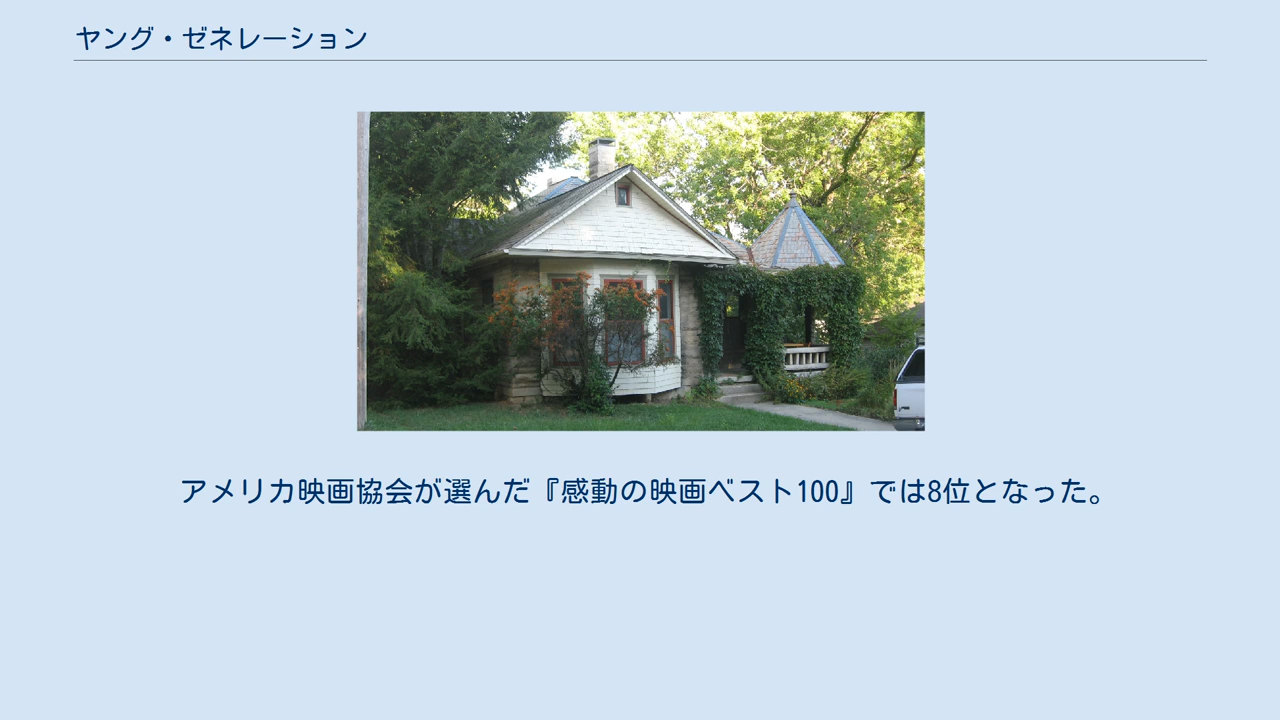 ヤング・ゼネレーション
アメリカ映画協会が選んだ『感動の映画ベスト100』では8位となった。